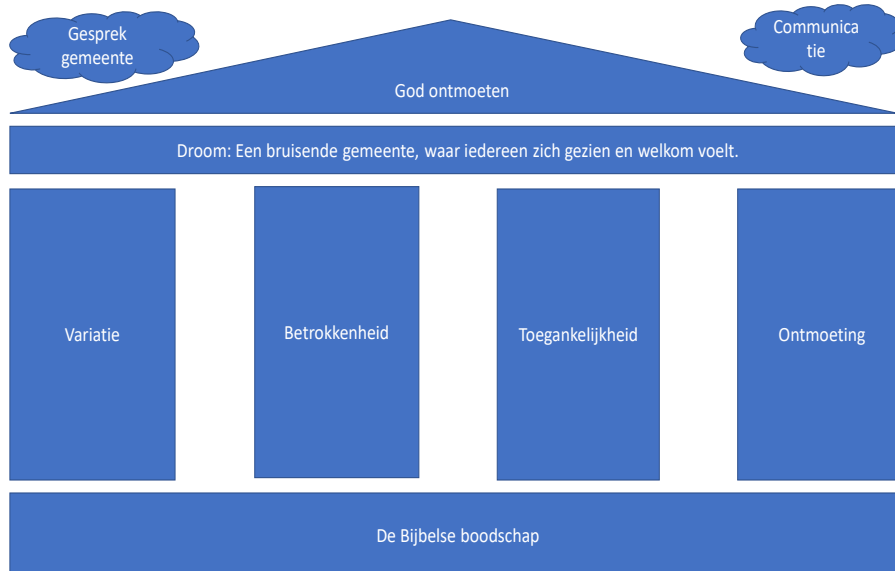 Gesprek
gemeente
Communica
tie
God ontmoeten
Droom: Een bruisende gemeente, waar iedereen zich gezien en welkom voelt.
Variatie
Betrokkenheid
Toegankelijkheid
Ontmoeting
De Bijbelse boodschap